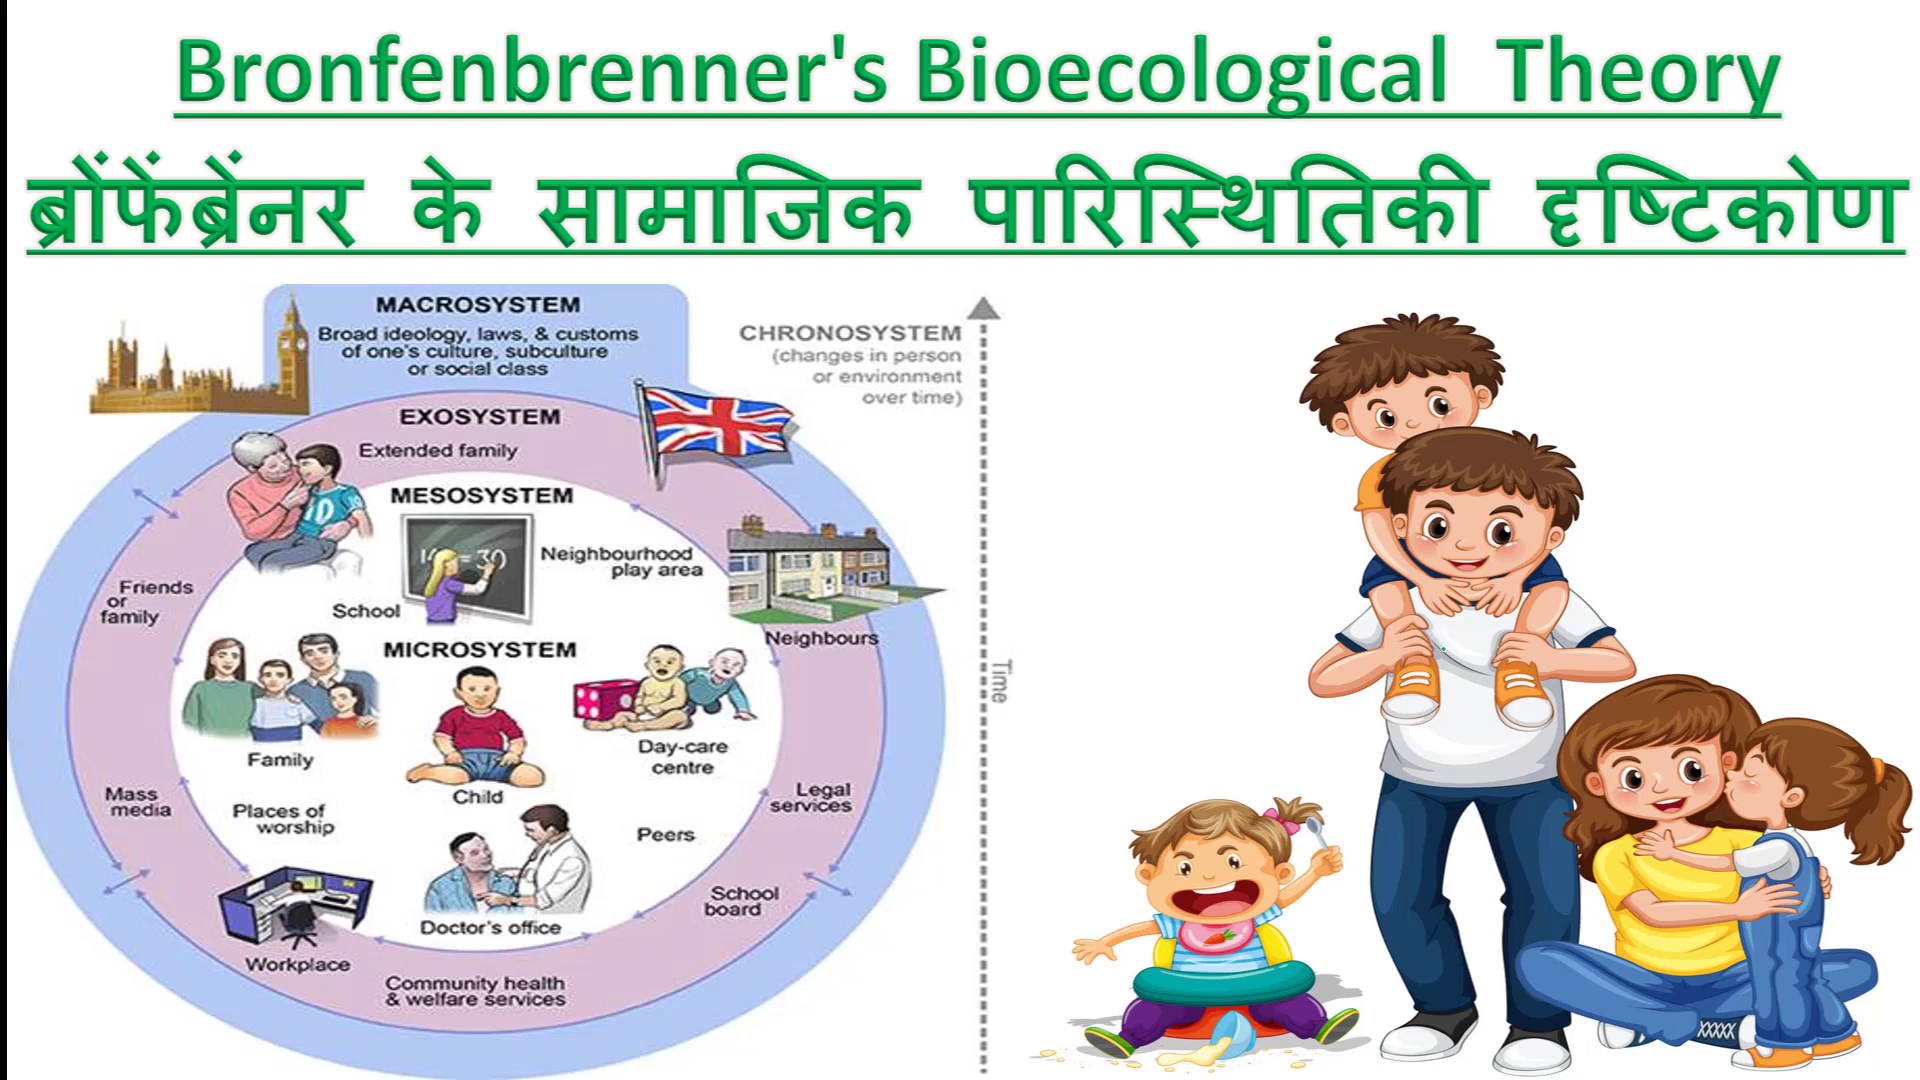 Bronfenbrenner's Bioecological Theory
ब्रोंफेंब्रेंनर के सामाजिक पारिस्थितिकी दृष्टिकोण
MACROSYSTEM
Broad ideology, laws, & customs
of one's culture, subculture
or social class
CHRONOSYSTEM
(changes in person
or environment
over time)
EXOSYSTEM
Extended family
MESOSYSTEM
Neighbourhood
play area
School
Friends
or
family
Neighbours
MICROSYSTEM
Time
Family
Child
Day-care
centre
Mass
media
Places of
worship
Peers
Legal
services
School
board
Doctor's office
Workplace
Community health
& welfare services